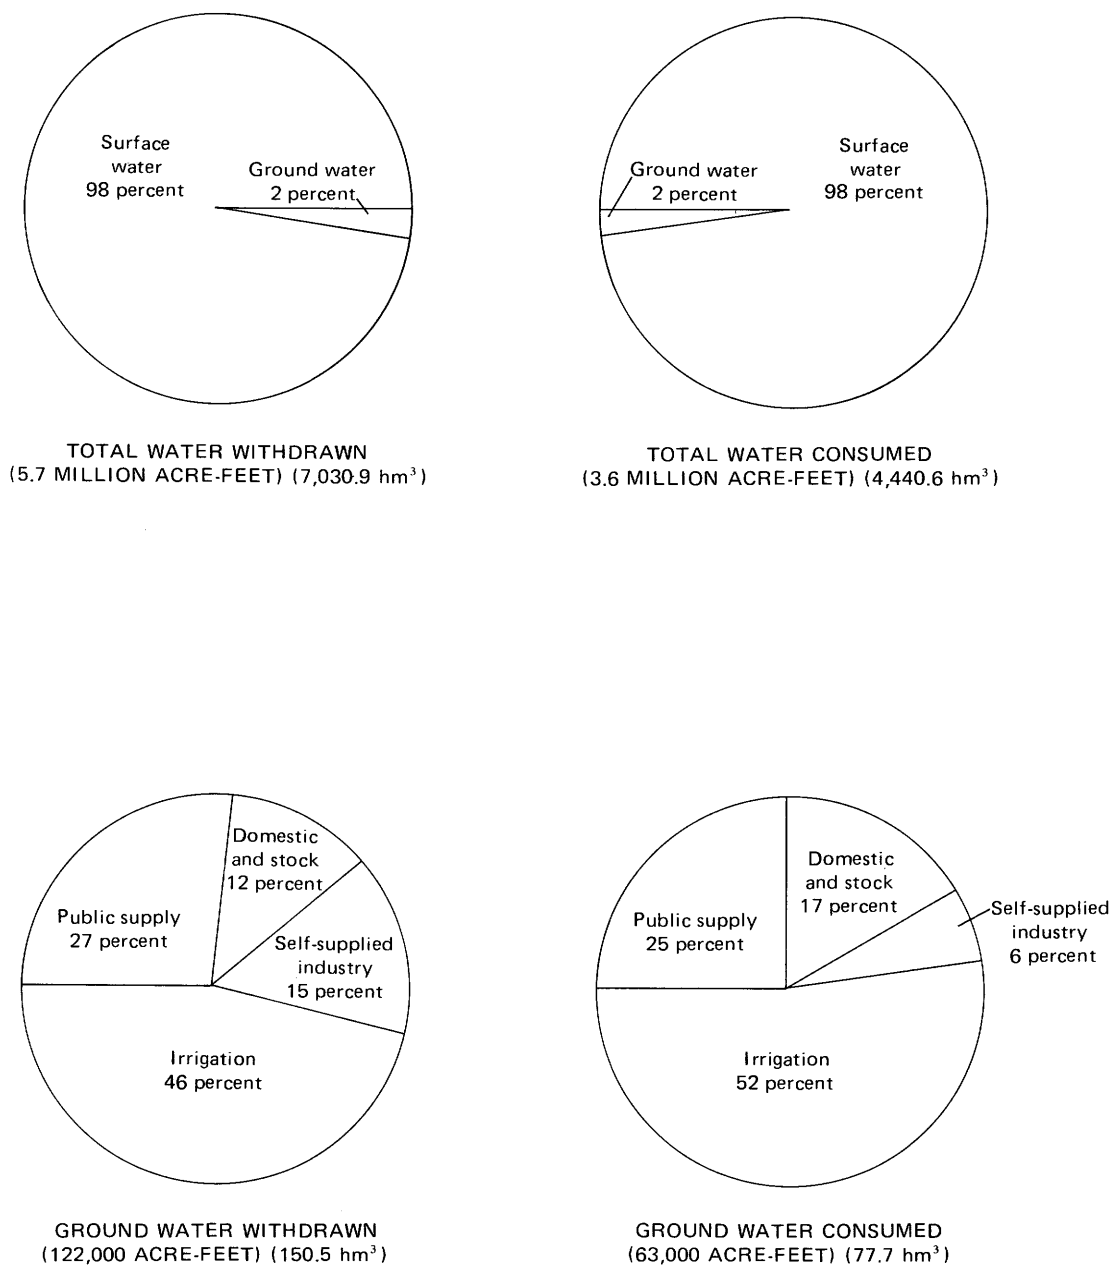 Surface
water
98 percent
Ground water
2 percent
TOTAL WATER WITHDRAWN
(5.7 MILLION ACRE-FEET) (7,030.9 hm³)
Ground water
2 percent
Surface
water
98 percent
TOTAL WATER CONSUMED
(3.6 MILLION ACRE-FEET) (4,440.6 hm³)
Domestic
and stock
12 percent
Public supply
27 percent
Self-supplied
industry
15 percent
Irrigation
46 percent
GROUND WATER WITHDRAWN
(122,000 ACRE-FEET) (150.5 hm³)
Domestic
and stock
17 percent
Public supply
25 percent
Self-supplied
industry
6 percent
Irrigation
52 percent
GROUND WATER CONSUMED
(63,000 ACRE-FEET) (77.7 hm³)